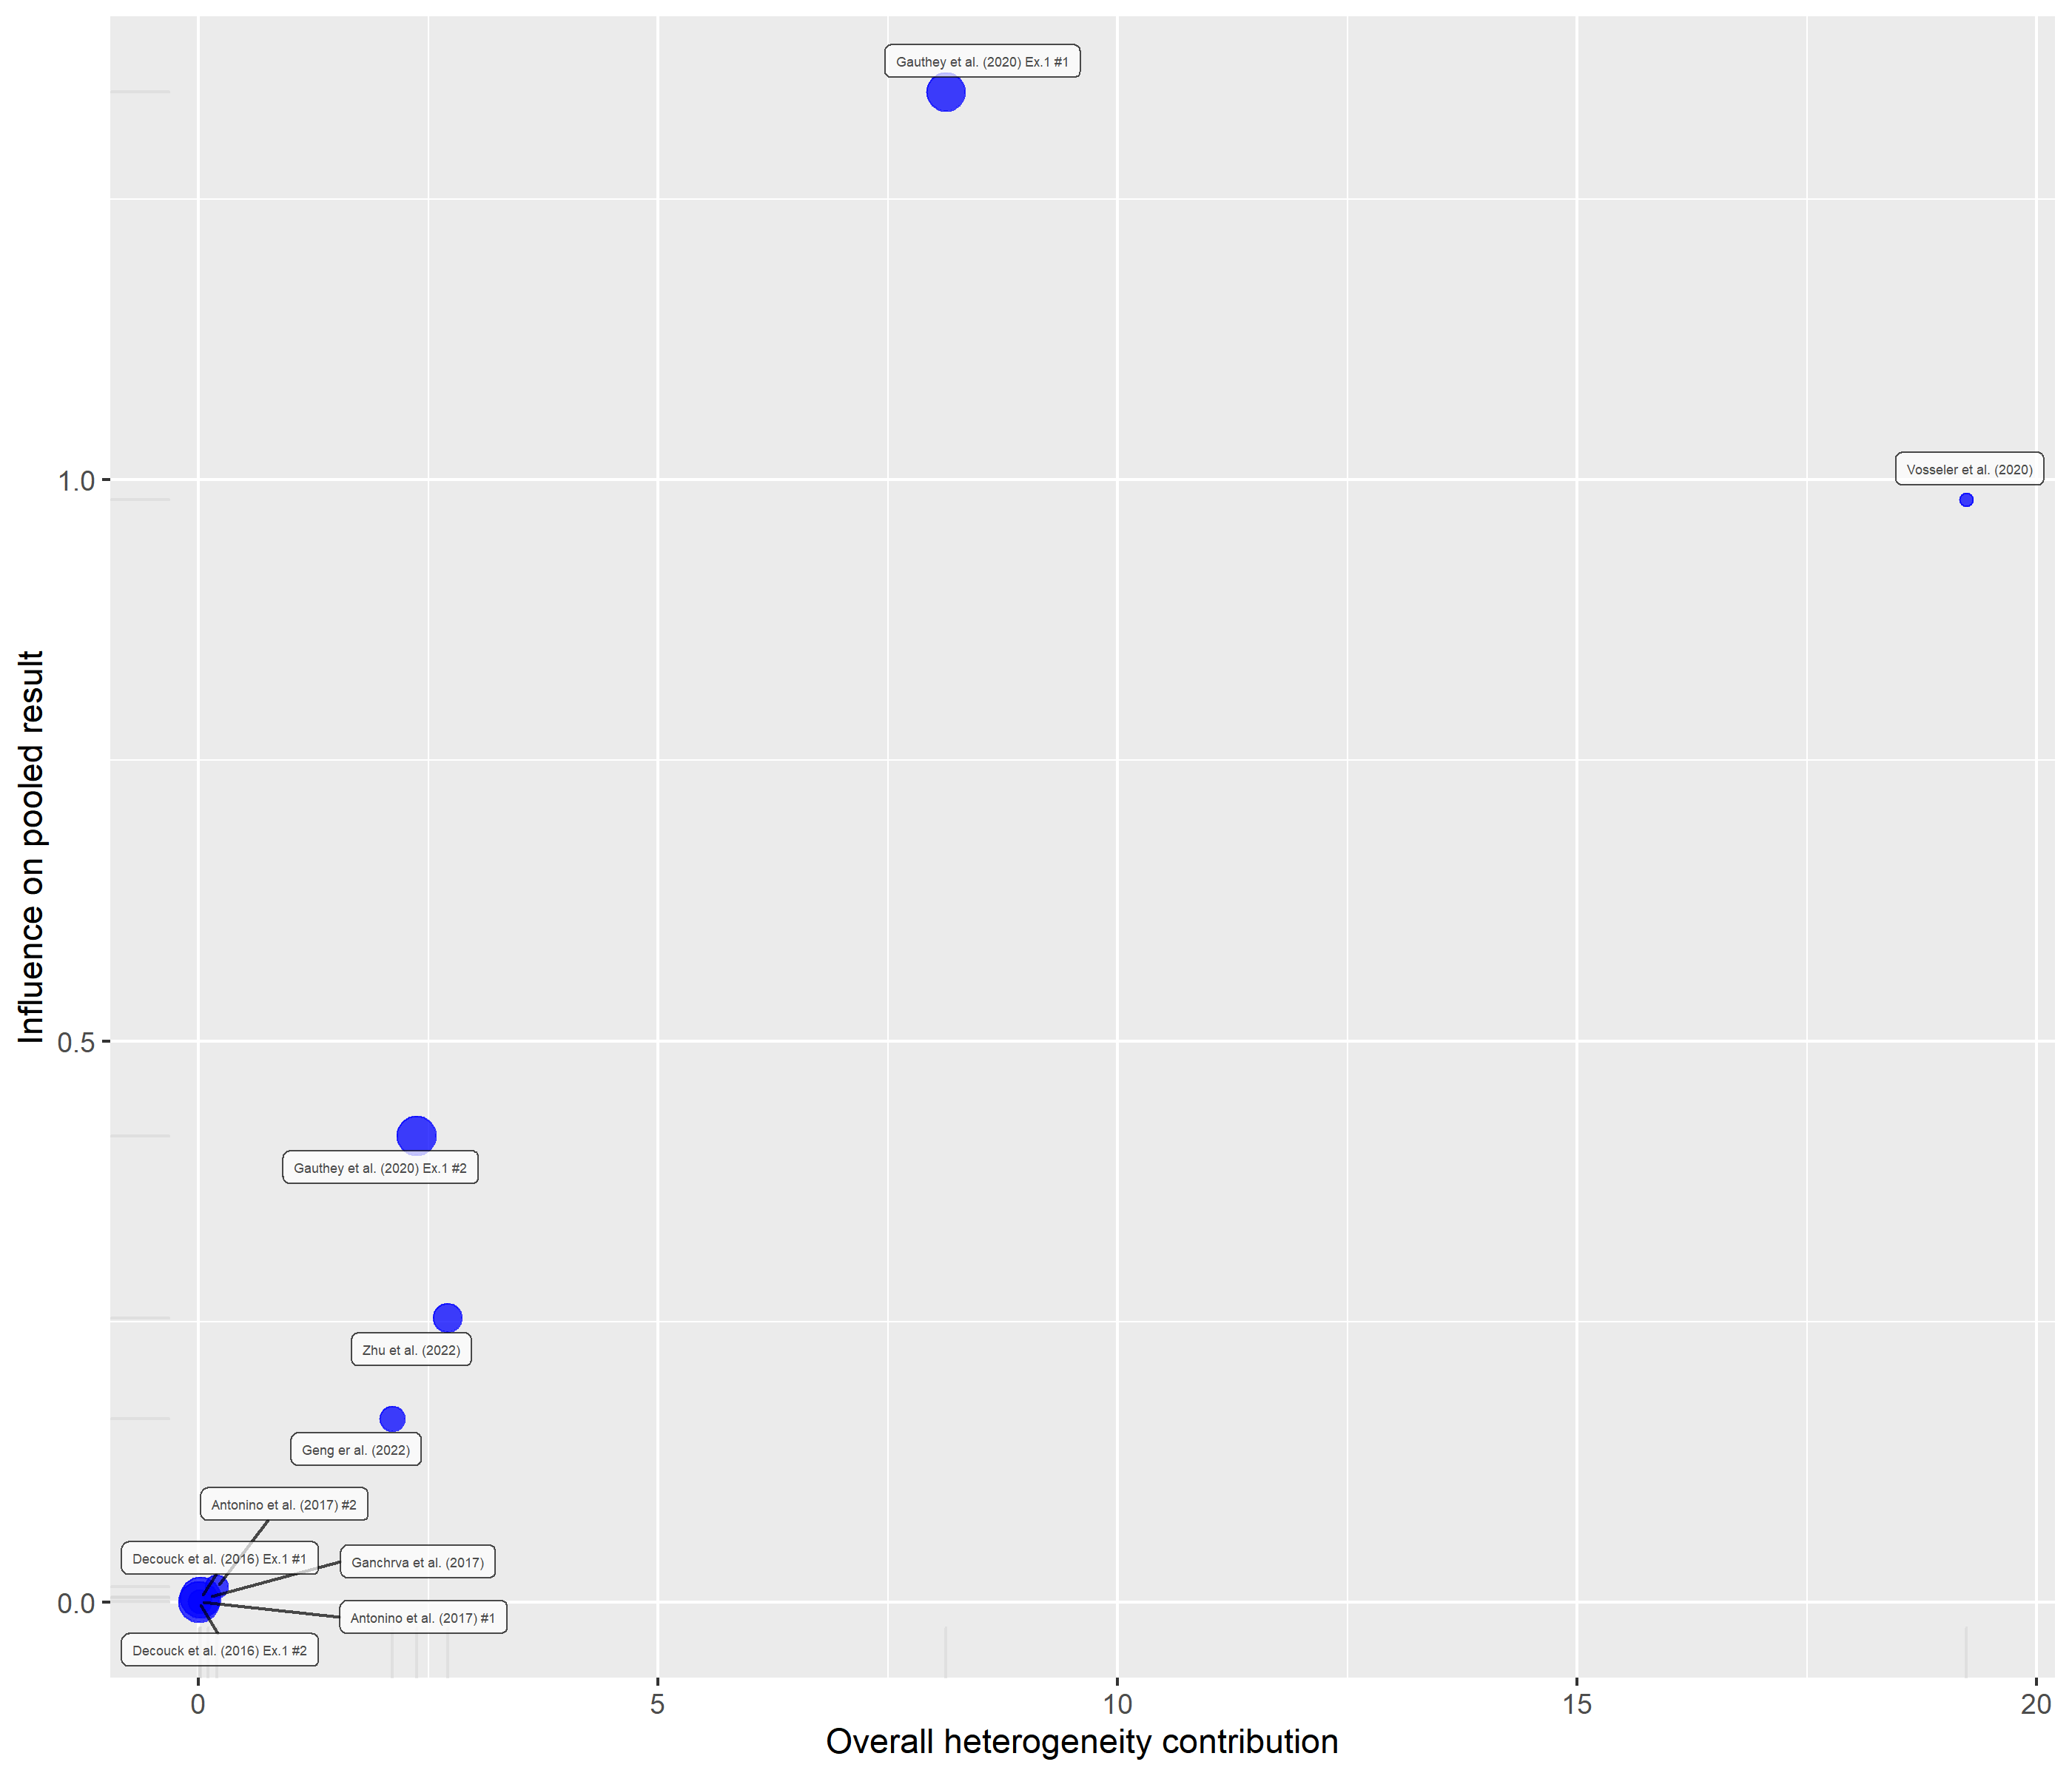 Gauthey et al. (2020) Ex.1 #1
Vosseler et al. (2020)
1.0
Influence on pooled result
0.5
Gauthey et al. (2020) Ex.1 #2
Zhu et al. (2022)
Geng er al. (2022)
Antonino et al. (2017) #2
Decouck et al. (2016) Ex.1 #1
Ganchrva et al. (2017)
0.0
Antonino et al. (2017) #1
Decouck et al. (2016) Ex.1 #2
0
5
10
15
20
Overall heterogeneity contribution